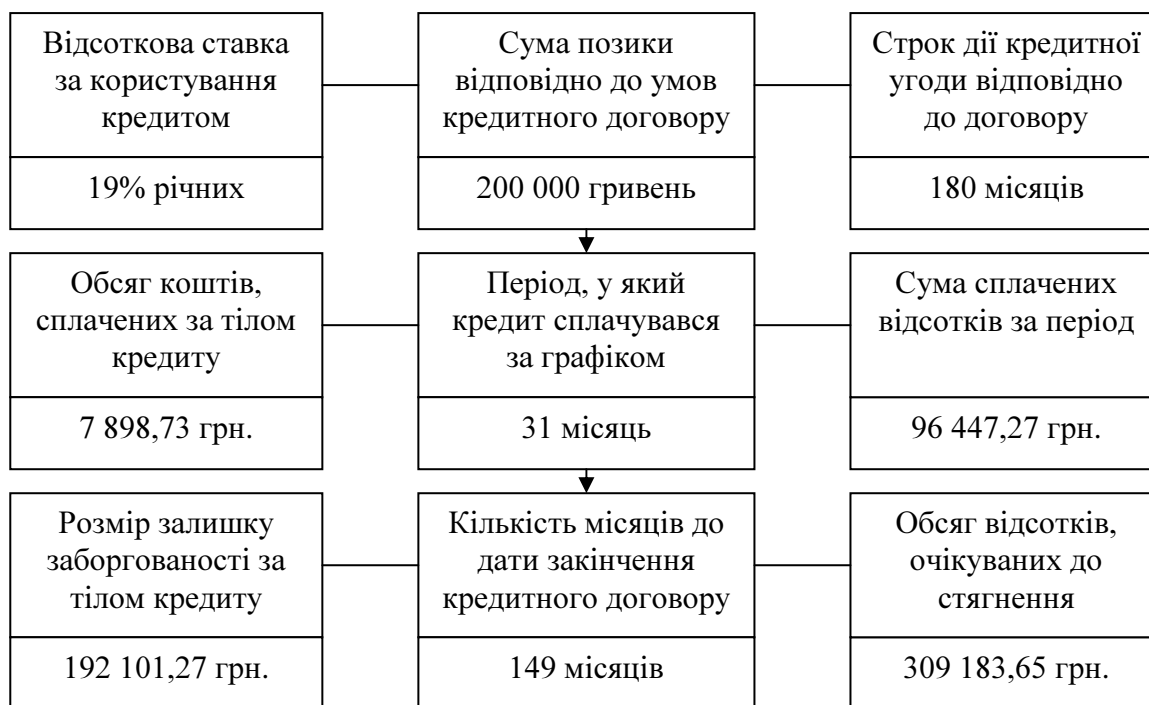 Відсоткова ставка
за користування
кредитом
19% річних
Сума позики
відповідно до умов
кредитного договору
200 000 гривень
Строк дії кредитної
угоди відповідно
до договору
180 місяців
Обсяг коштів,
сплачених за тілом
кредиту
7 898,73 грн.
Період, у який
кредит сплачувався
за графіком
31 місяць
Сума сплачених
відсотків за період
96 447,27 грн.
Розмір залишку
заборгованості за
тілом кредиту
192 101,27 грн.
Кількість місяців до
дати закінчення
кредитного договору
149 місяців
Обсяг відсотків,
очікуваних до
стягнення
309 183,65 грн.